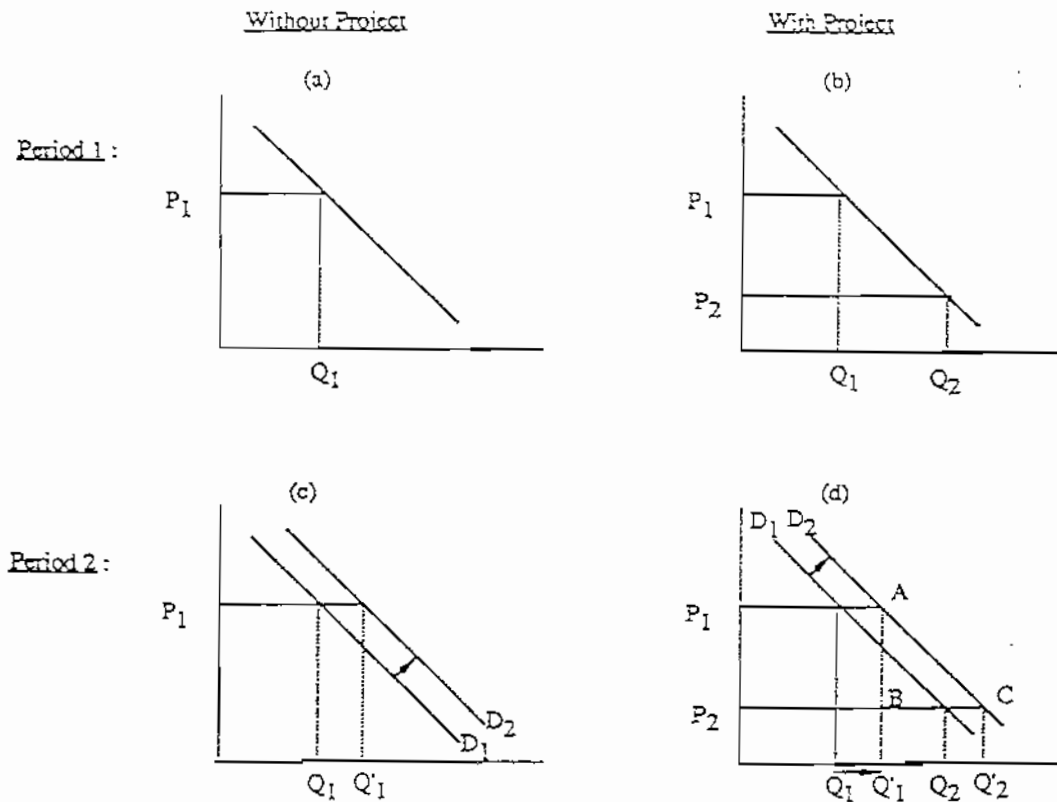 Without Project
With Project
(a)
(b)
Period 1 :
P1
Q1
P1
P2
Q1 Q2
(c)
(d)
Period 2 :
P1
D2
D1
Q1 Q'1
D1 D2
A
P1
B C
P2
Q1 Q'1 Q2 Q'2